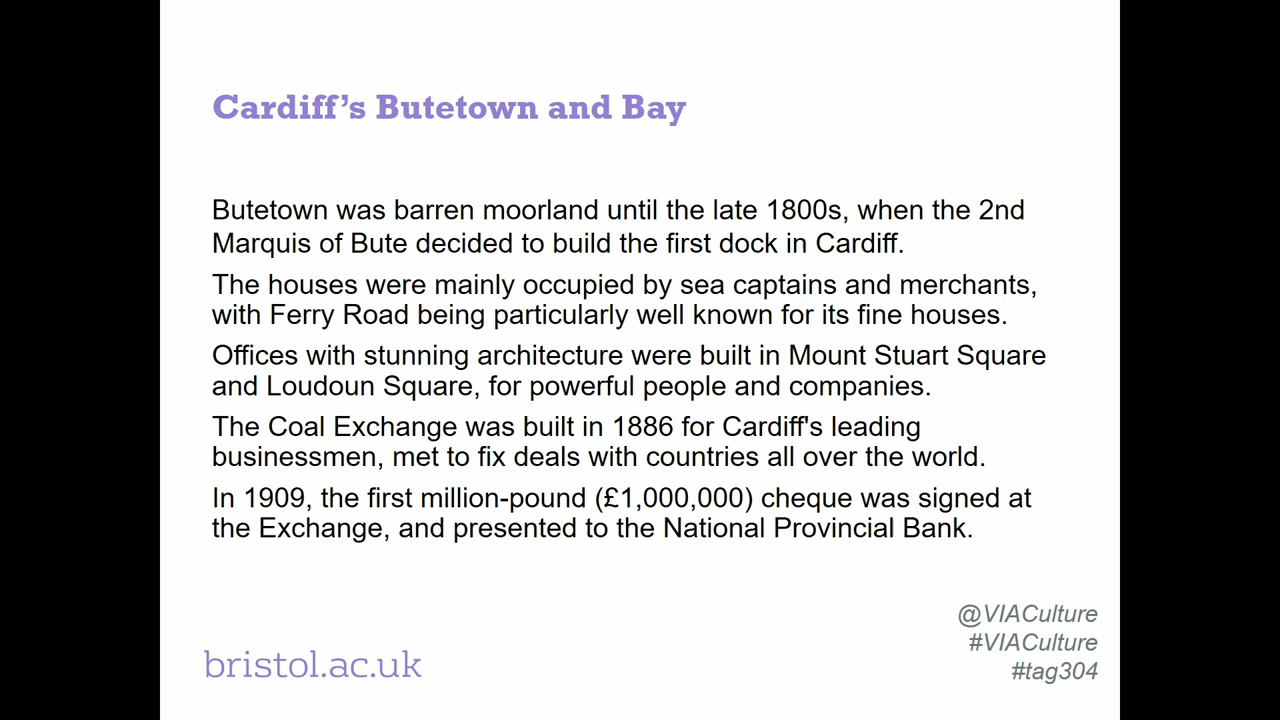 Cardiff’s Butetown and Bay
Butetown was barren moorland until the late 1800s, when the 2nd
Marquis of Bute decided to build the first dock in Cardiff.
The houses were mainly occupied by sea captains and merchants,
with Ferry Road being particularly well known for its fine houses.
Offices with stunning architecture were built in Mount Stuart Square
and Loudoun Square, for powerful people and companies.
The Coal Exchange was built in 1886 for Cardiff's leading
businessmen, met to fix deals with countries all over the world.
In 1909, the first million-pound (£1,000,000) cheque was signed at
the Exchange, and presented to the National Provincial Bank.
@VIACulture
#VIACulture
#tag304
bristol.ac.uk